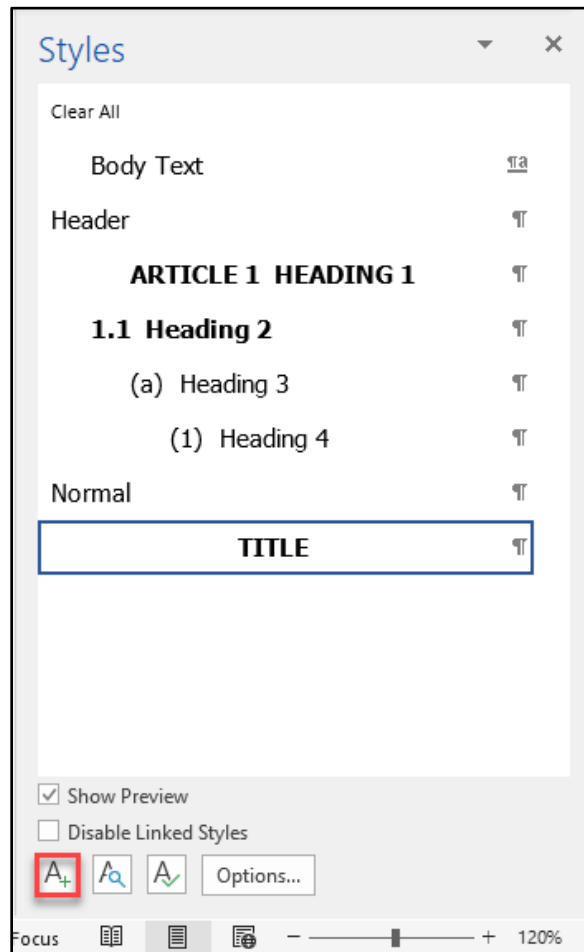 Styles
Clear All
Body Text ¶a
Header ¶
ARTICLE 1 HEADING 1 ¶
1.1 Heading 2 ¶
(a) Heading 3 ¶
(1) Heading 4 ¶
Normal ¶
TITLE ¶
Show Preview
Disable Linked Styles
Options...
Focus 120%